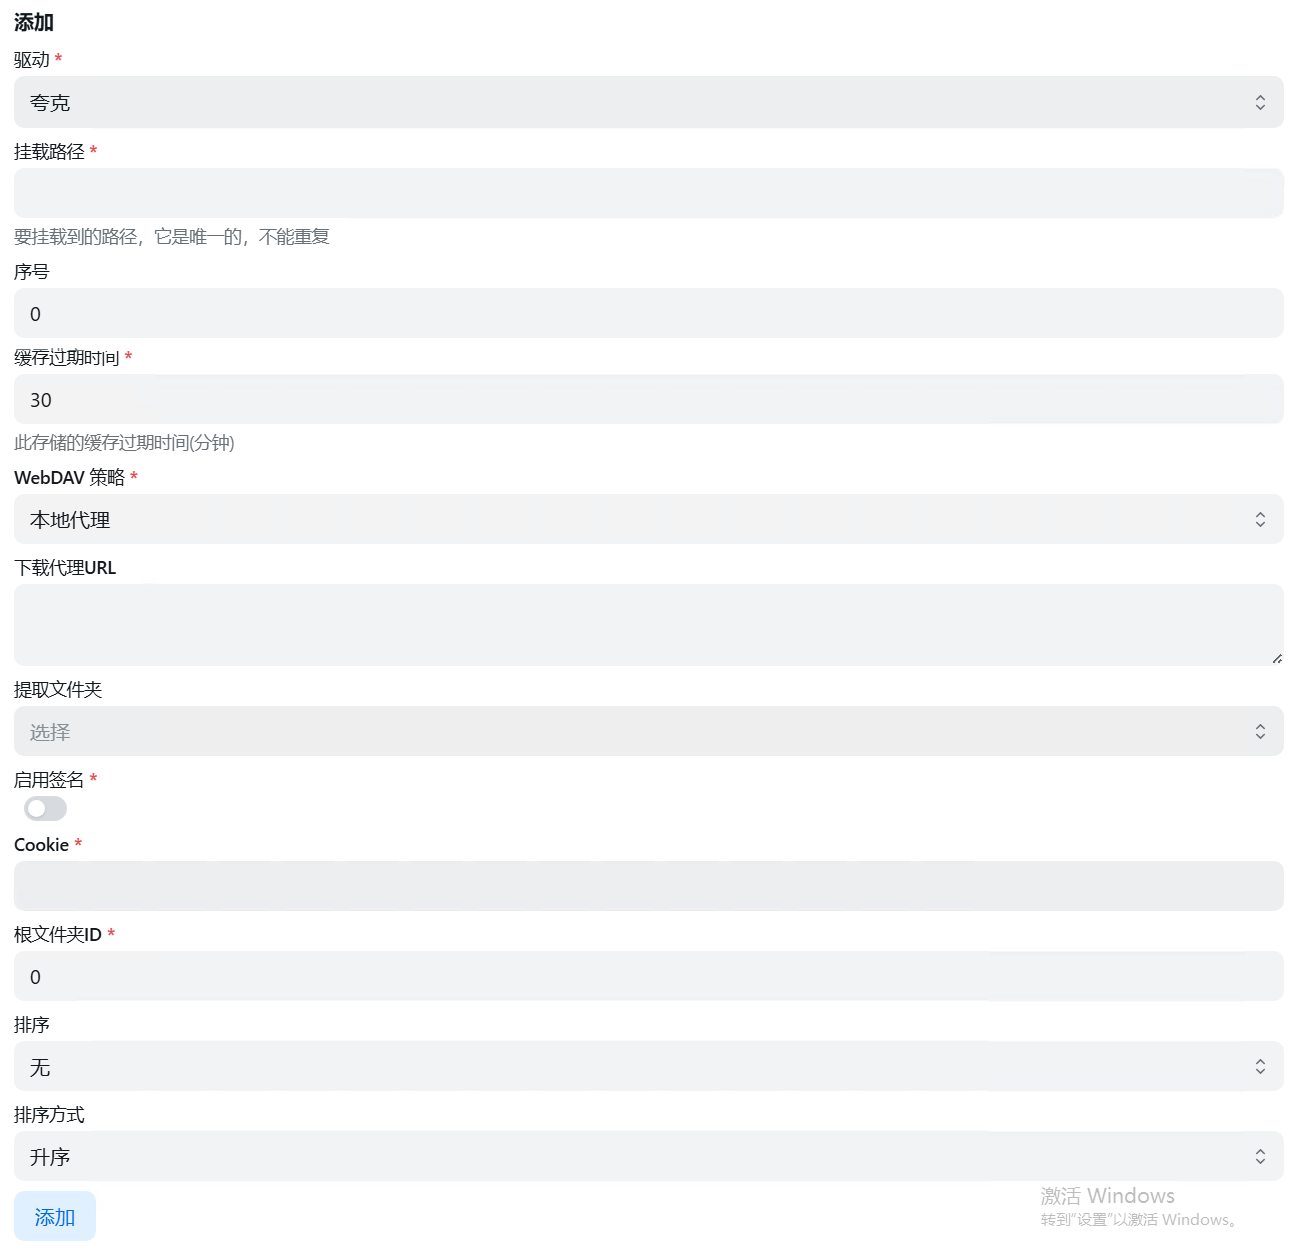 添加
驱动 *
夸克
挂载路径 *
要挂载到的路径，它是唯一的，不能重复
序号
0
缓存过期时间 *
30
此存储的缓存过期时间(分钟)
WebDAV 策略 *
本地代理
下载代理URL
提取文件夹
选择
启用签名 *
Cookie *
根文件夹ID *
0
排序
无
排序方式
升序
添加
激活 Windows
转到“设置”以激活 Windows。